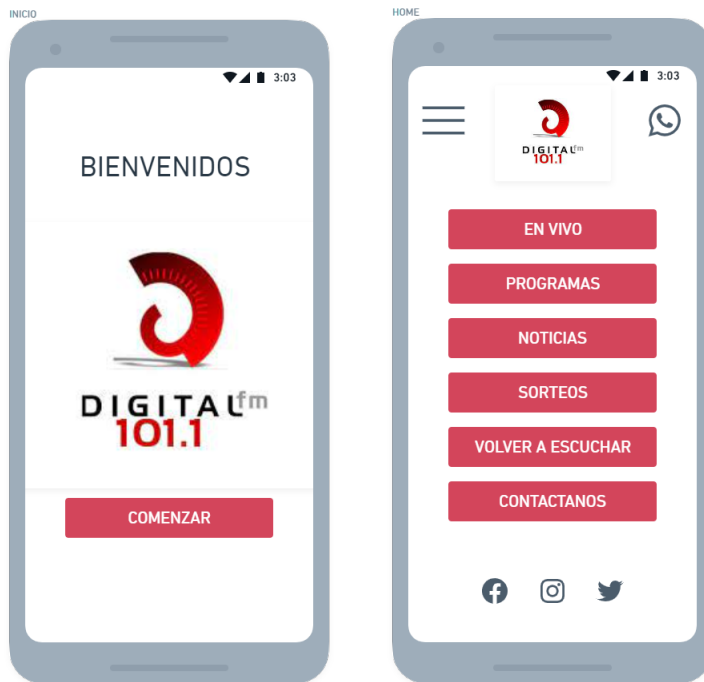 INICIO
3:03
BIENVENIDOS
DIGITAL fm
101.1
COMENZAR
HOME
3:03
DIGITAL fm
101.1
EN VIVO
PROGRAMAS
NOTICIAS
SORTEOS
VOLVER A ESCUCHAR
CONTACTANOS